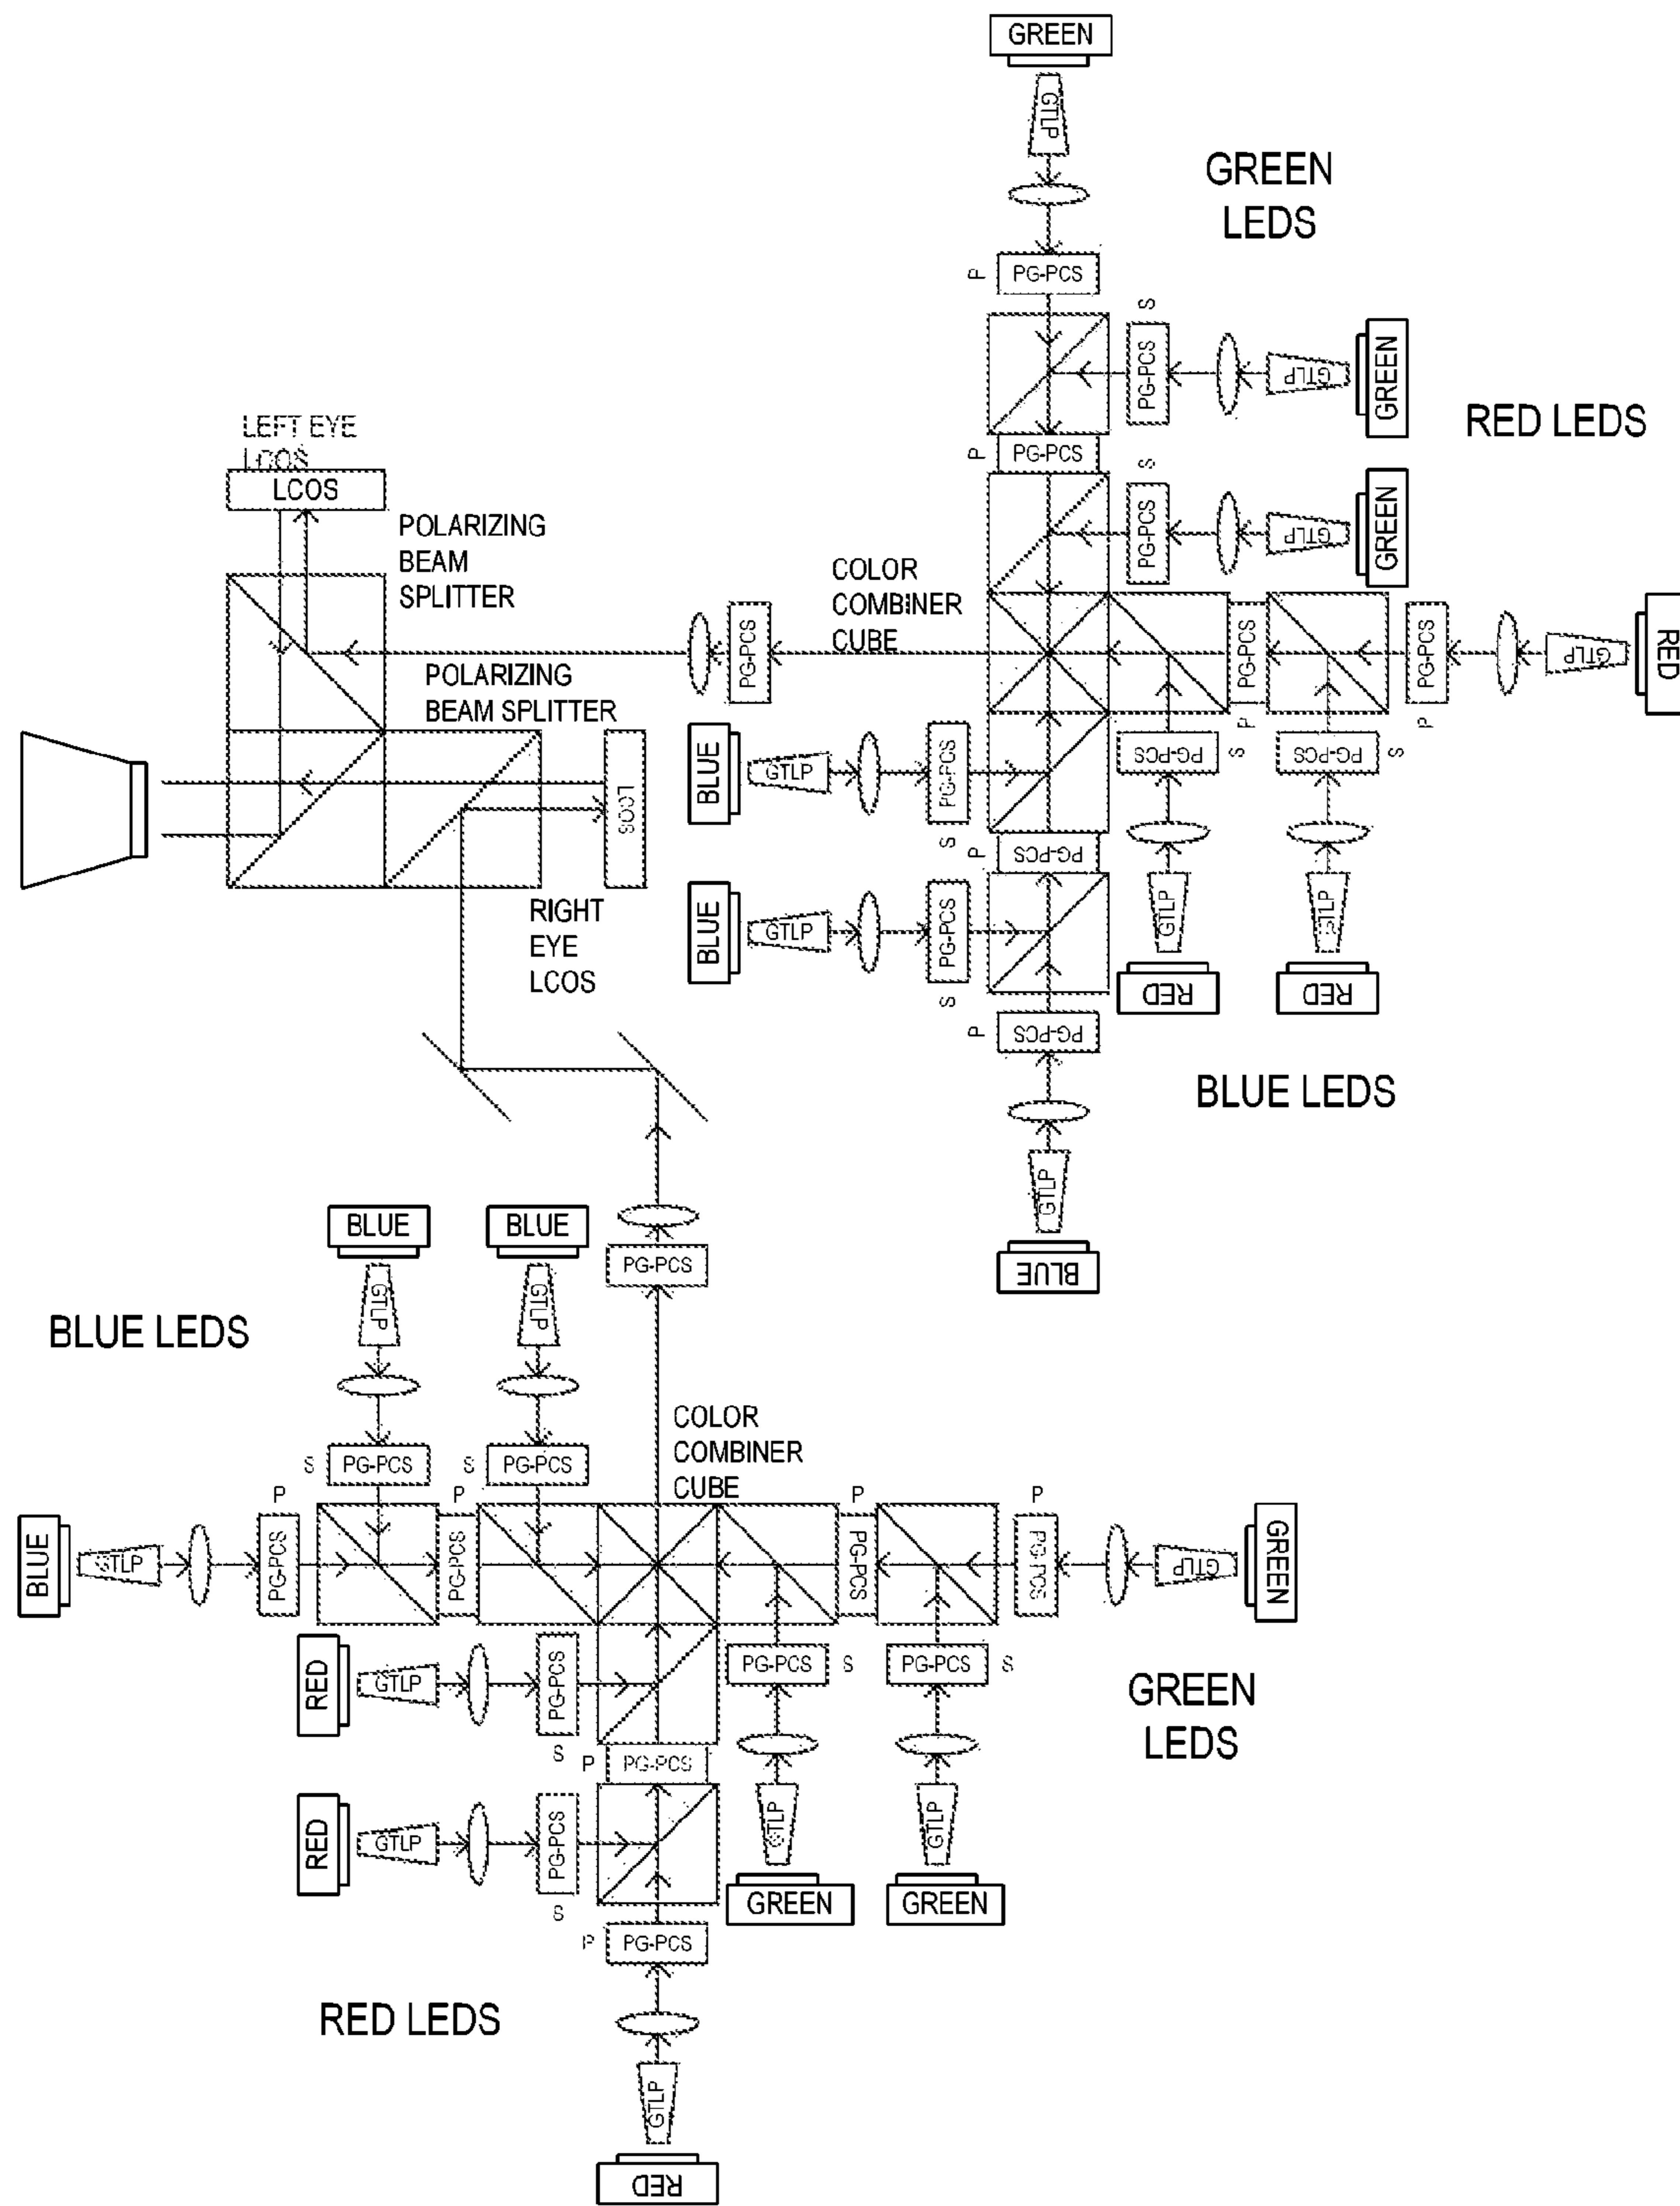 GREEN
GTLP
GREEN
LEDS
P
PG-PCS
S
PG-PCS
GTLP
GREEN
RED LEDS
P
PG-PCS
S
PG-PCS
GTLP
GREEN
LEFT EYE
LCOS
LCOS
POLARIZING
BEAM
SPLITTER
COLOR
COMBINER
CUBE
PG-PCS
PG-PCS
P
PG-PCS
P
GTLP
RED
POLARIZING
BEAM SPLITTER
BLUE
GTLP
PG-PCS
S
PG-PCS
S
PG-PCS
S
LCOS
P
PG-PCS
BLUE
GTLP
PG-PCS
S
GTLP
GTLP
RED
RED
RIGHT
EYE
LCOS
P
PG-PCS
BLUE LEDS
GTLP
BLUE
BLUE
BLUE
GTLP
GTLP
PG-PCS
BLUE LEDS
COLOR
COMBINER
CUBE
S
PG-PCS
S
PG-PCS
P
P
P
P
BLUE
GTLP
PG-PCS
PG-PCS
PG-PCS
PG-PCS
GTLP
GREEN
RED
GTLP
PG-PCS
S
PG-PCS
S
PG-PCS
S
GREEN
LEDS
P
PG-PCS
RED
GTLP
PG-PCS
S
GTLP
GTLP
GREEN
GREEN
P
PG-PCS
RED LEDS
GTLP
RED